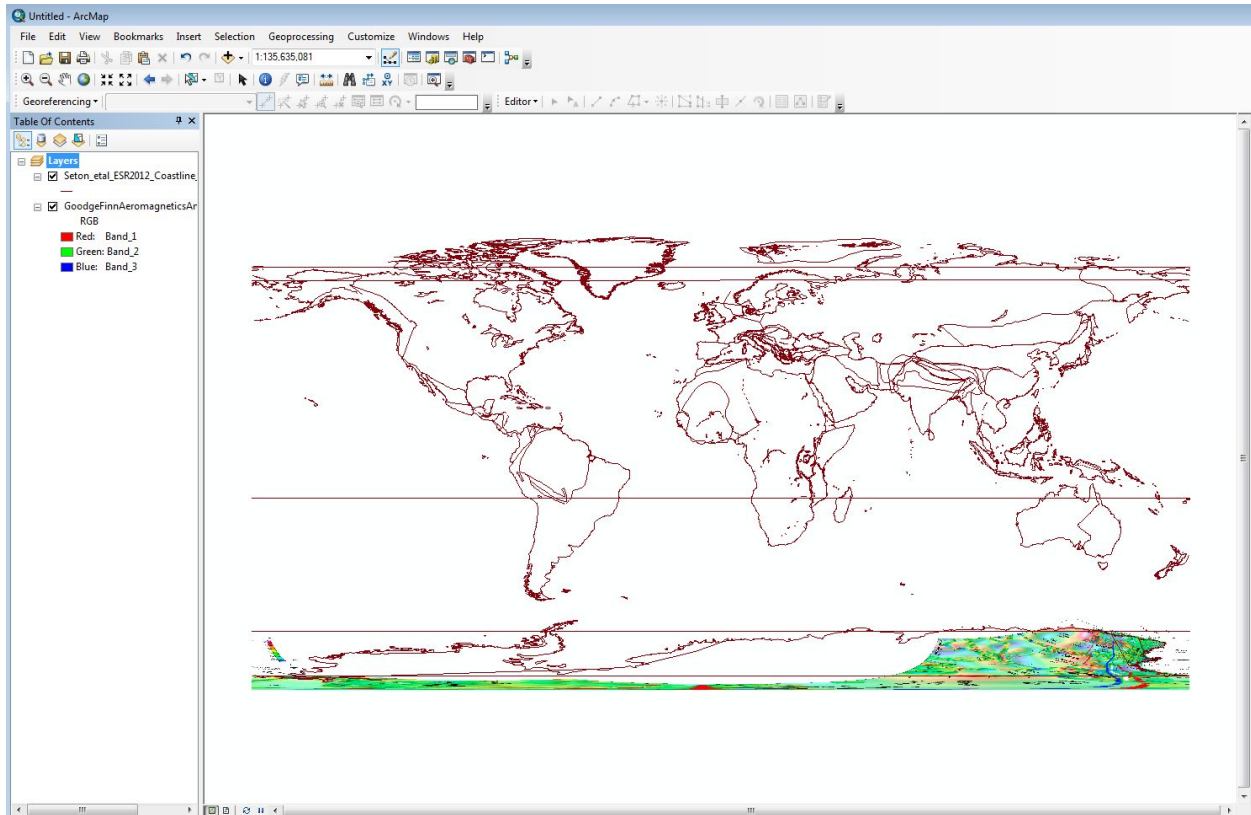 Untitled - ArcMap
File Edit View Bookmarks Insert Selection Geoprocessing Customize Windows Help
1:135,635,081
Georeferencing
Editor
Table Of Contents
Layers
Seton_etal_ESR2012_Coastline_
GoodgeFinnAeromagneticsAr
RGB
Red: Band_1
Green: Band_2
Blue: Band_3